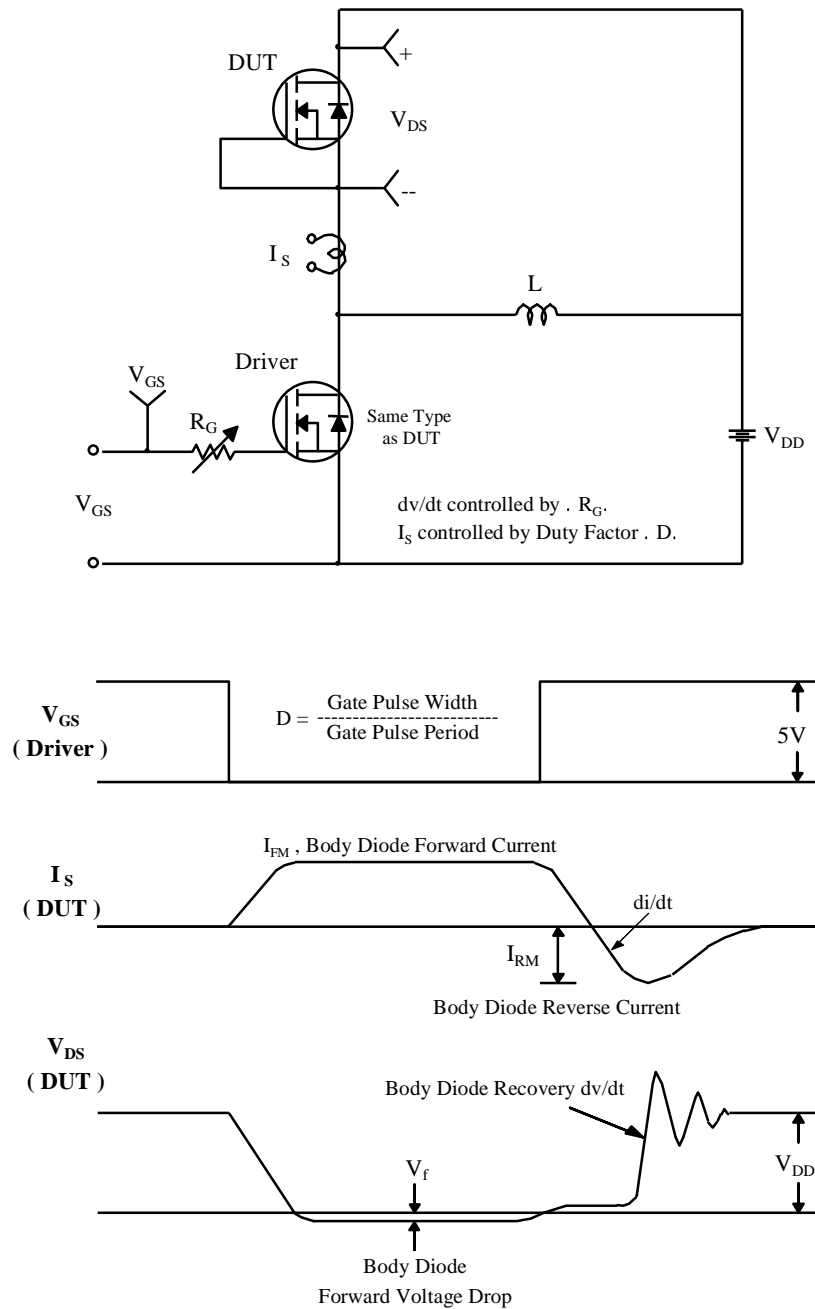 DUT
+
V_DS
--
I_S
L
Driver
V_GS
R_G
Same Type
as DUT
V_DD
V_GS
dv/dt controlled by . R_G.
I_S controlled by Duty Factor . D.
V_GS
( Driver )
D = Gate Pulse Width
--------------------------
Gate Pulse Period
5V
I_FM , Body Diode Forward Current
I_S
( DUT )
di/dt
I_RM
Body Diode Reverse Current
V_DS
( DUT )
Body Diode Recovery dv/dt
V_f
V_DD
Body Diode
Forward Voltage Drop